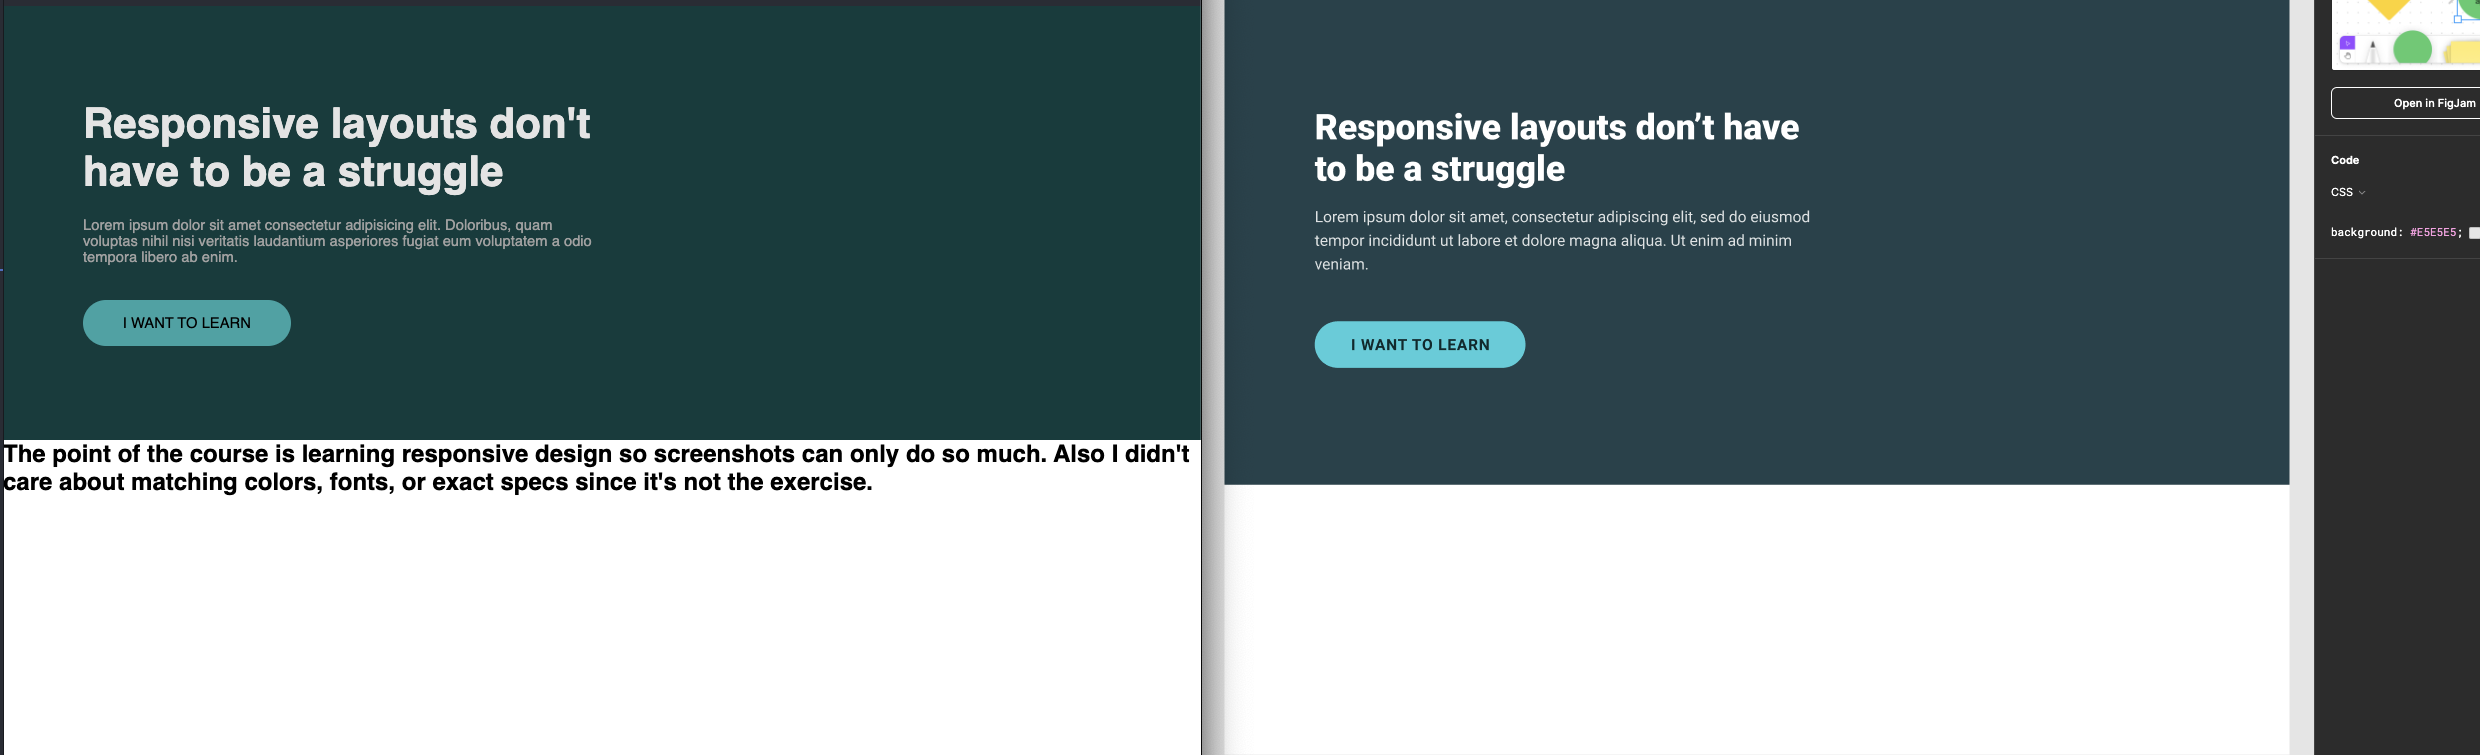 Responsive layouts don't
have to be a struggle
Lorem ipsum dolor sit amet consectetur adipisicing elit. Doloribus, quam
voluptas nihil nisi veritatis laudantium asperiores fugiat eum voluptatem a odio
tempora libero ab enim.
I WANT TO LEARN
The point of the course is learning responsive design so screenshots can only do so much. Also I didn't
care about matching colors, fonts, or exact specs since it's not the exercise.
Responsive layouts don’t have
to be a struggle
Lorem ipsum dolor sit amet, consectetur adipiscing elit, sed do eiusmod
tempor incididunt ut labore et dolore magna aliqua. Ut enim ad minim
veniam.
I WANT TO LEARN
Open in FigJam
Code
CSS
background: #E5E5E5;